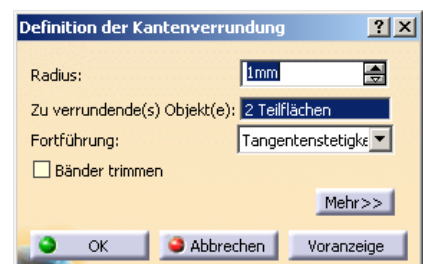 Definition der Kantenverrundung
Radius: 1mm
Zu verrundende(s) Objekt(e): 2 Teilflächen
Fortführung: Tangentenstetigke
Bänder trimmen
Mehr>>
OK Abbrechen Voranzeige